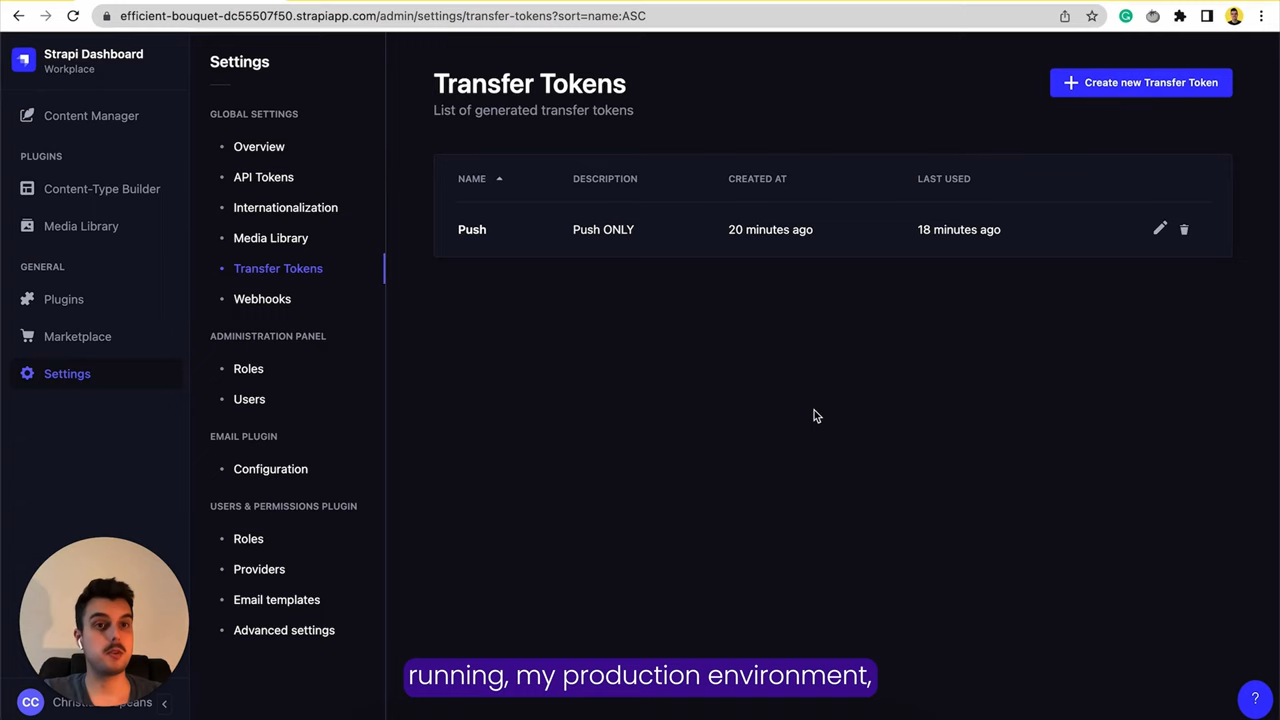 efficient-bouquet-dc55507f50.strapiapp.com/admin/settings/transfer-tokens?sort=name:ASC
Strapi Dashboard
Workplace
Content Manager
PLUGINS
Content-Type Builder
Media Library
GENERAL
Plugins
Marketplace
Settings
CC
Settings
GLOBAL SETTINGS
Overview
API Tokens
Internationalization
Media Library
Transfer Tokens
Webhooks
ADMINISTRATION PANEL
Roles
Users
EMAIL PLUGIN
Configuration
USERS & PERMISSIONS PLUGIN
Roles
Providers
Email templates
Advanced settings
Transfer Tokens
List of generated transfer tokens
Create new Transfer Token
NAME DESCRIPTION CREATED AT LAST USED
Push Push ONLY 20 minutes ago 18 minutes ago
running, my production environment,
?